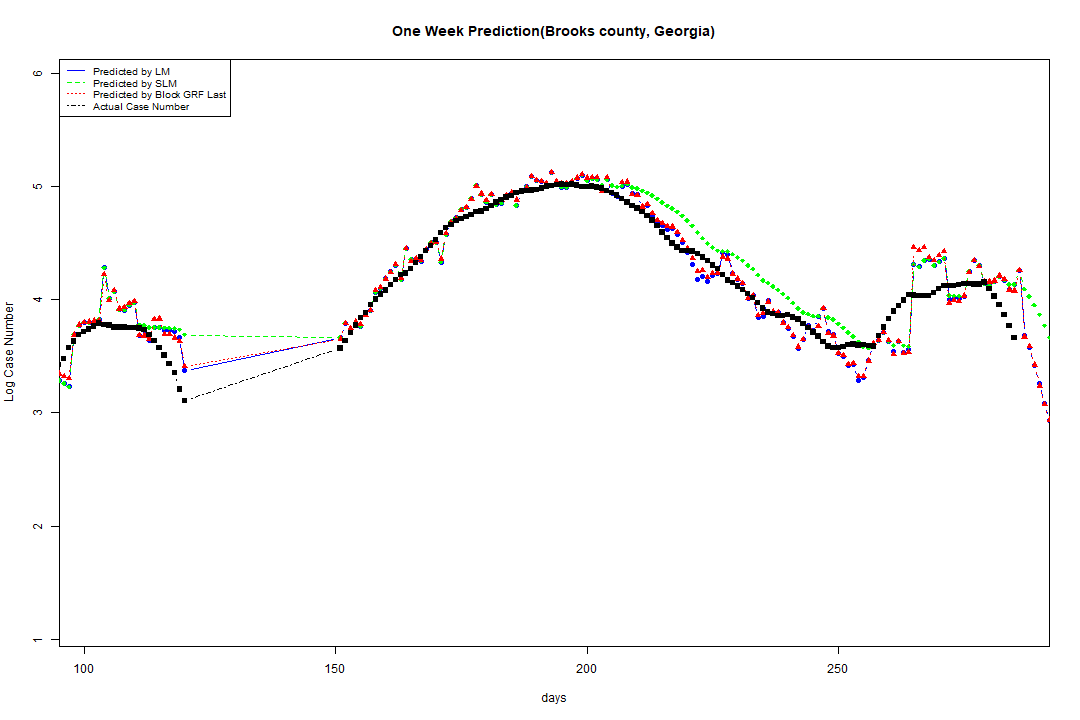 One Week Prediction(Brooks county, Georgia)
Predicted by LM
Predicted by SLM
Predicted by Block GRF Last
Actual Case Number
6
5
4
3
2
1
Log Case Number
100 150 200 250
days